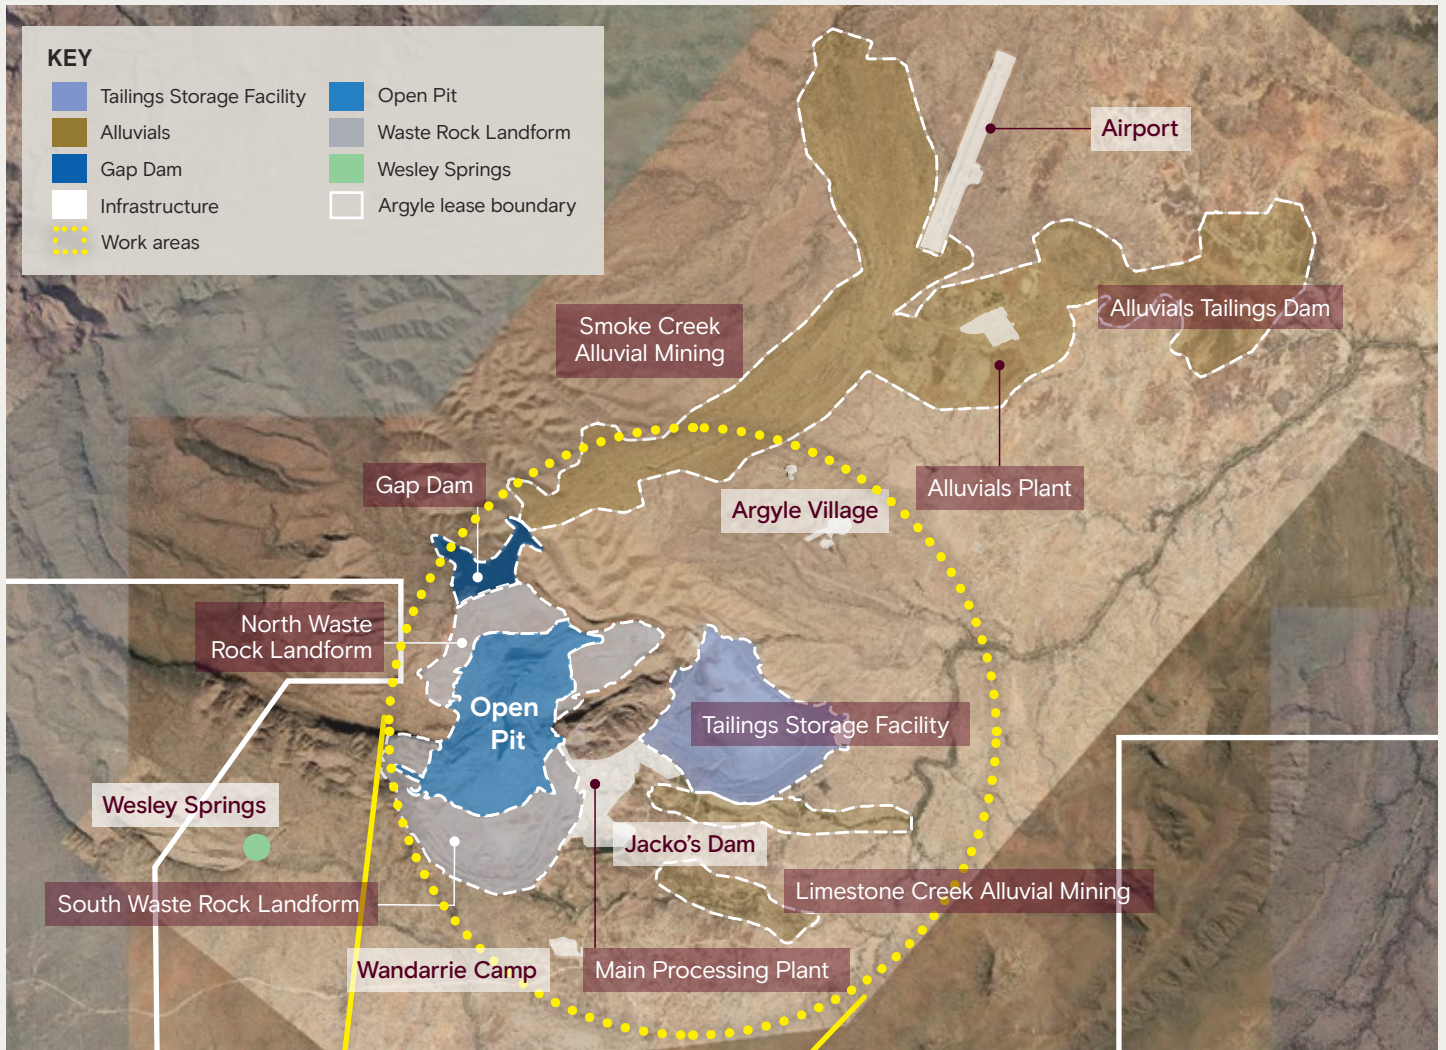 KEY
Tailings Storage Facility
Alluvials
Gap Dam
Infrastructure
Work areas
Open Pit
Waste Rock Landform
Wesley Springs
Argyle lease boundary
Airport
Alluvials Tailings Dam
Smoke Creek
Alluvial Mining
Gap Dam
Alluvials Plant
Argyle Village
North Waste
Rock Landform
Open
Pit
Tailings Storage Facility
Wesley Springs
Jacko’s Dam
Limestone Creek Alluvial Mining
South Waste Rock Landform
Wandarrie Camp
Main Processing Plant